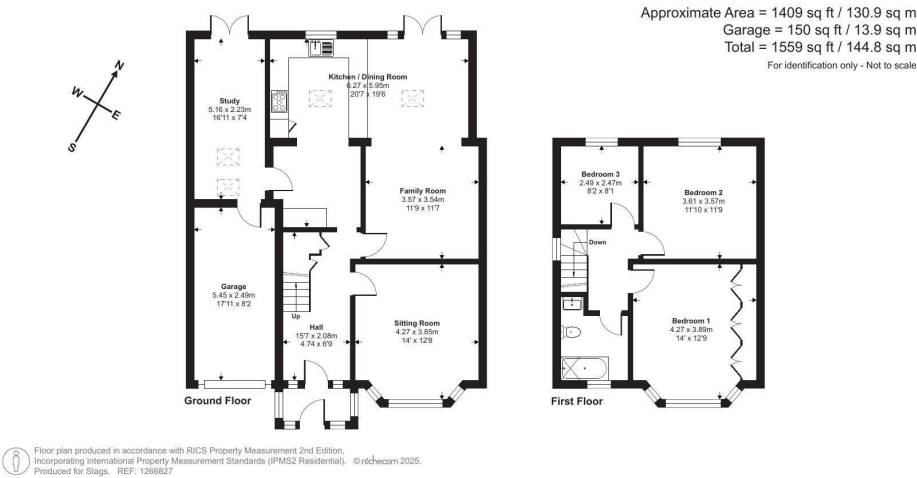 Approximate Area = 1409 sq ft / 130.9 sq m
Garage = 150 sq ft / 13.9 sq m
Total = 1559 sq ft / 144.8 sq m
For identification only - Not to scale
N
W
E
S
Study
5.16 x 2.23m
16'11 x 7'4
Kitchen / Dining Room
6.27 x 5.95m
20'7 x 19'6
Family Room
3.57 x 3.54m
11'9 x 11'7
Garage
5.45 x 2.49m
17'11 x 8'2
Up
Hall
15'7 x 2.08m
4.74 x 6'9
Sitting Room
4.27 x 3.85m
14' x 12'8
Ground Floor
Bedroom 3
2.49 x 2.47m
8'2 x 8'1
Bedroom 2
3.61 x 3.57m
11'10 x 11'9
Down
Bedroom 1
4.27 x 3.89m
14' x 12'9
First Floor
Floor plan produced in accordance with RICS Property Measurement 2nd Edition,
Incorporating International Property Measurement Standards (IPMS2 Residential). © nichecom 2025.
Produced for Stags. REF: 1266827